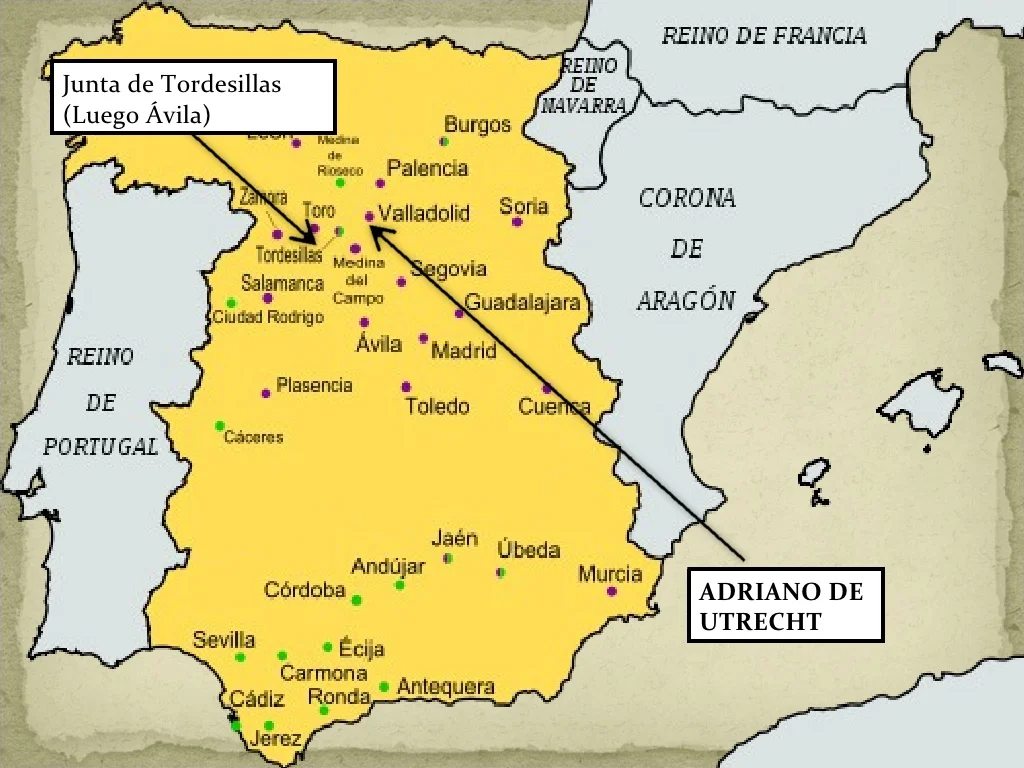 REINO DE FRANCIA
REINO
DE
NAVARRA
Junta de Tordesillas
(Luego Ávila)
Burgos
León
Medina
de
Rioseco
Palencia
Zamora
Toro
Valladolid
Soria
CORONA
DE
ARAGÓN
Tordesillas
Medina
del
Campo
Segovia
Salamanca
Guadalajara
Ciudad Rodrigo
Ávila
Madrid
REINO
DE
PORTUGAL
Plasencia
Toledo
Cuenca
Cáceres
Jaén
Úbeda
Andújar
Murcia
Córdoba
ADRIANO DE
UTRECHT
Sevilla
Écija
Carmona
Cádiz
Ronda
Antequera
Jerez